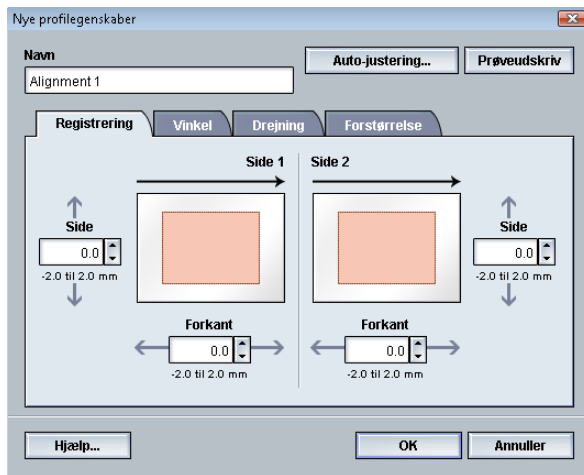 Nye profilegenskaber
Navn
Alignment 1
Auto-justering... Prøveudskriv
Registrering Vinkel Drejning Forstørrelse
Side 1 Side 2
Side
0.0
-2.0 til 2.0 mm
Side
0.0
-2.0 til 2.0 mm
Forkant
0.0
-2.0 til 2.0 mm
Forkant
0.0
-2.0 til 2.0 mm
Hjælp... OK Annuller